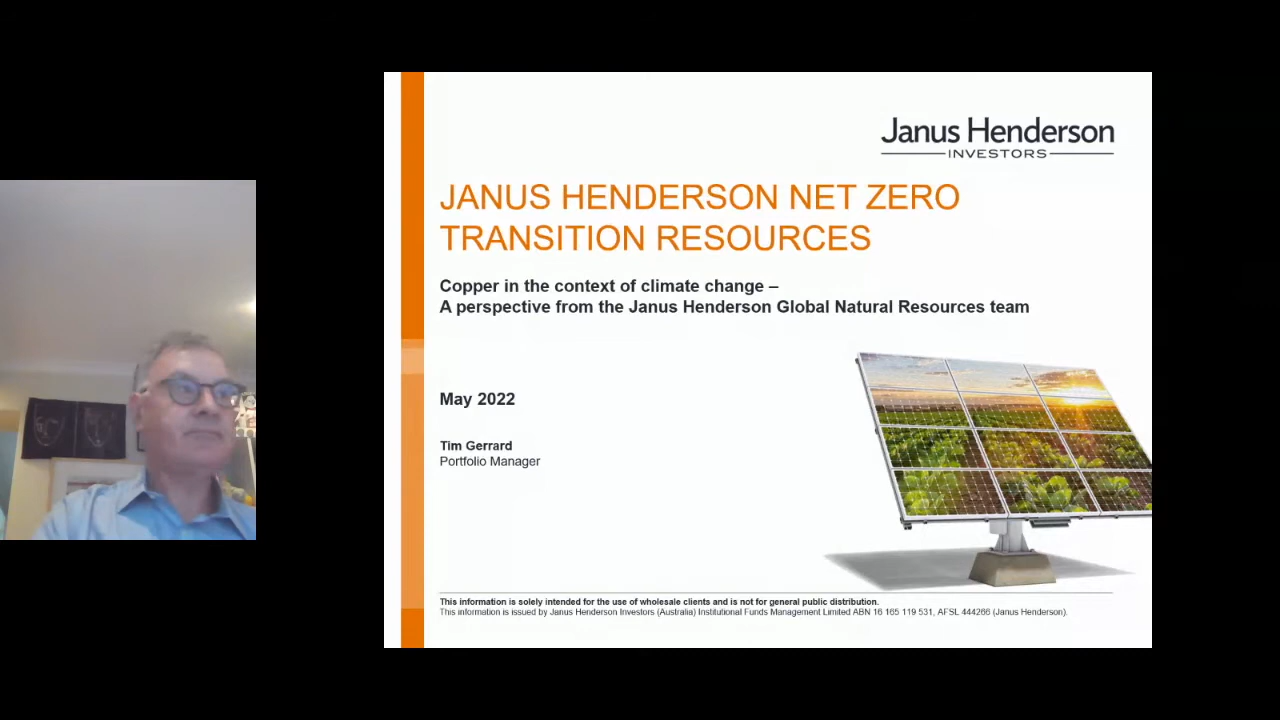 Janus Henderson
INVESTORS
JANUS HENDERSON NET ZERO
TRANSITION RESOURCES
Copper in the context of climate change –
A perspective from the Janus Henderson Global Natural Resources team
May 2022
Tim Gerrard
Portfolio Manager
This information is solely intended for the use of wholesale clients and is not for general public distribution.
This information is issued by Janus Henderson Investors (Australia) Institutional Funds Management Limited ABN 16 165 119 531, AFSL 444266 (Janus Henderson).